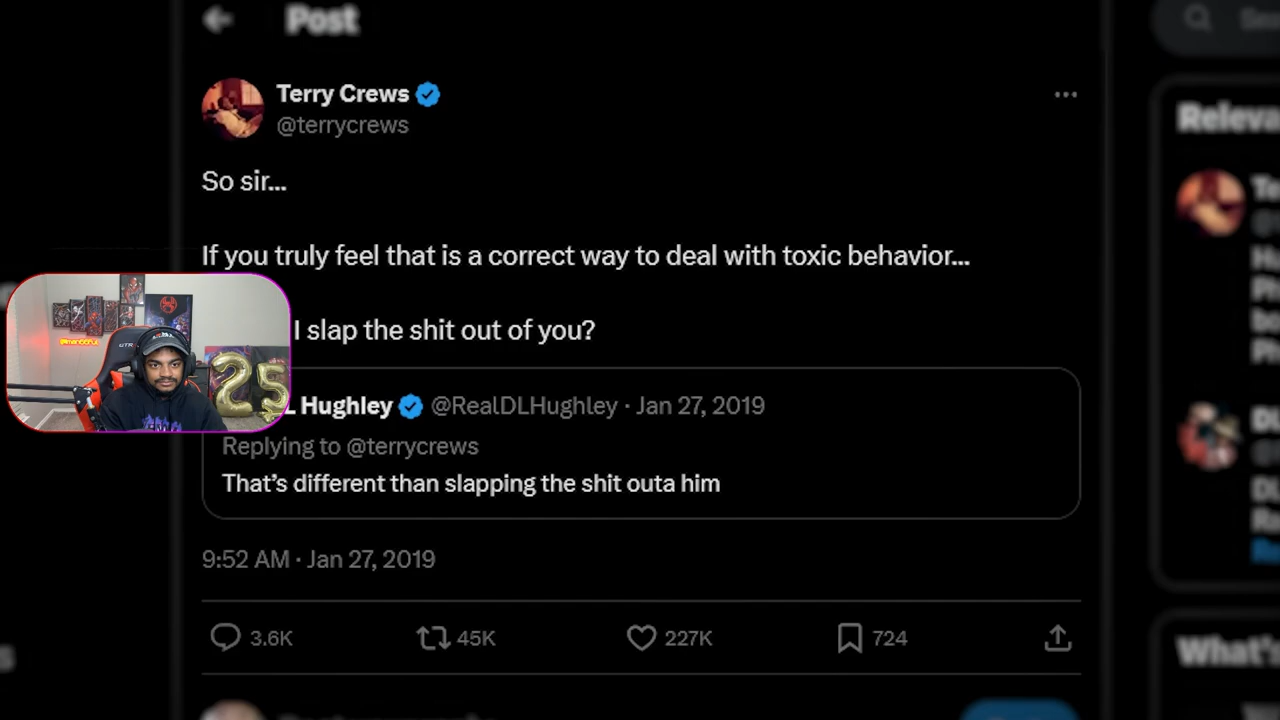 Post
Terry Crews
@terrycrews
So sir...
If you truly feel that is a correct way to deal with toxic behavior...
I slap the shit out of you?
L Hughley @RealDLHughley · Jan 27, 2019
Replying to @terrycrews
That's different than slapping the shit outa him
9:52 AM · Jan 27, 2019
3.6K 45K 227K 724
Releva
What's
25